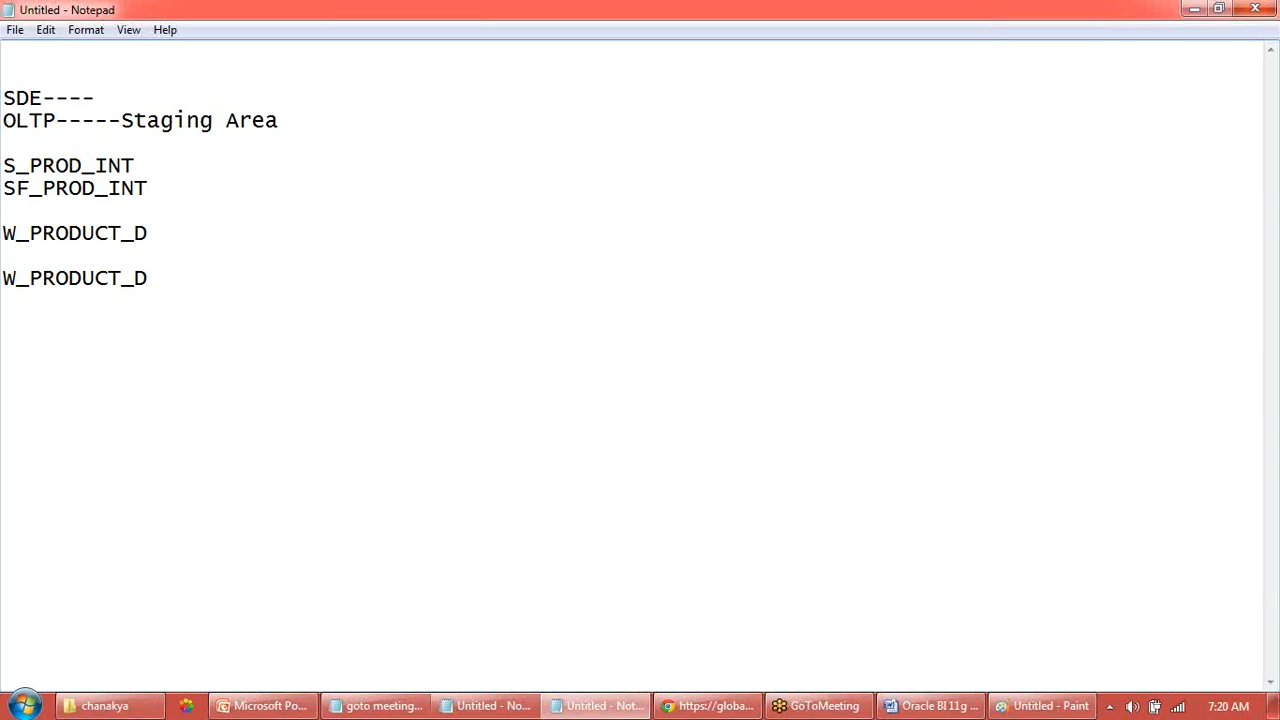 Untitled - Notepad
File Edit Format View Help
SDE----
OLTP-----Staging Area
S_PROD_INT
SF_PROD_INT
W_PRODUCT_D
W_PRODUCT_D
chanakya
Microsoft Po...
goto meeting...
Untitled - No...
Untitled - Not...
https://globa...
GoToMeeting
Oracle BI 11g ...
Untitled - Paint
7:20 AM